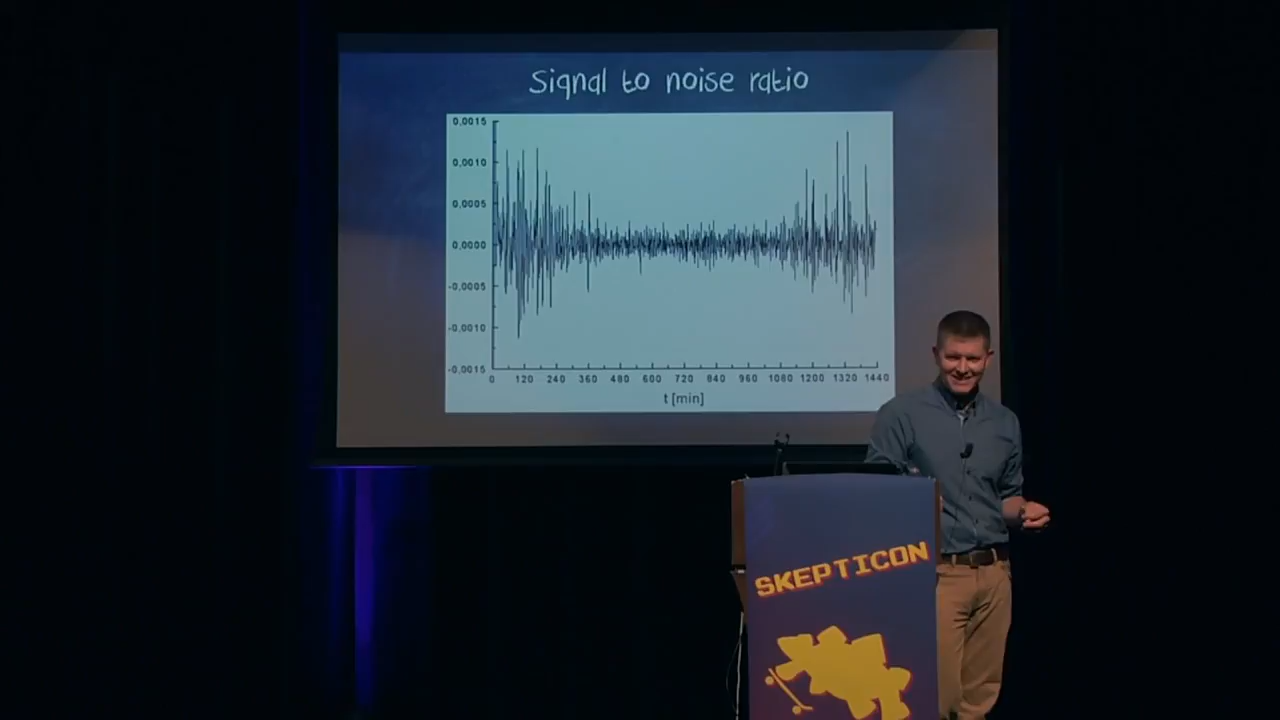 Signal to noise ratio
0,0015
0,0010
0,0005
0,0000
-0,0005
-0,0010
-0,0015
0 120 240 360 480 600 720 840 960 1080 1200 1320 1440
t [min]
SKEPTICON